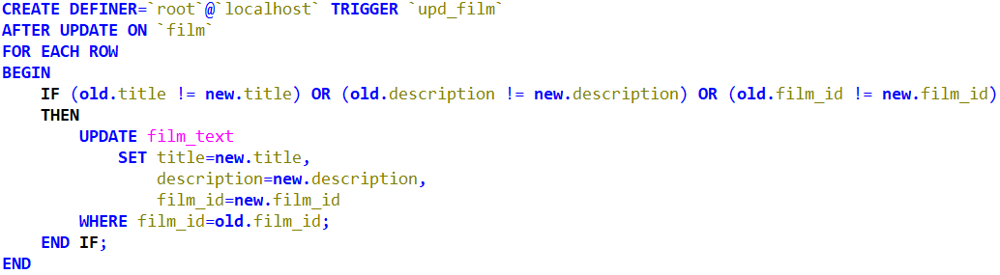 CREATE DEFINER=`root`@`localhost` TRIGGER `upd_film`
AFTER UPDATE ON `film`
FOR EACH ROW
BEGIN
    IF (old.title != new.title) OR (old.description != new.description) OR (old.film_id != new.film_id)
    THEN
        UPDATE film_text
            SET title=new.title,
                description=new.description,
                film_id=new.film_id
        WHERE film_id=old.film_id;
    END IF;
END